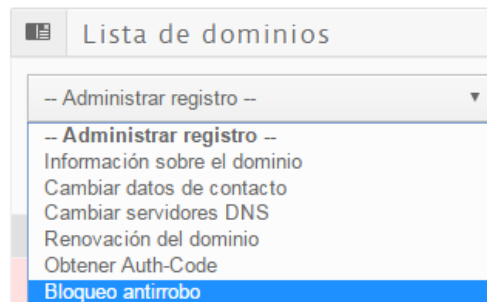 Lista de dominios
-- Administrar registro --
-- Administrar registro --
Información sobre el dominio
Cambiar datos de contacto
Cambiar servidores DNS
Renovación del dominio
Obtener Auth-Code
Bloqueo antirrobo